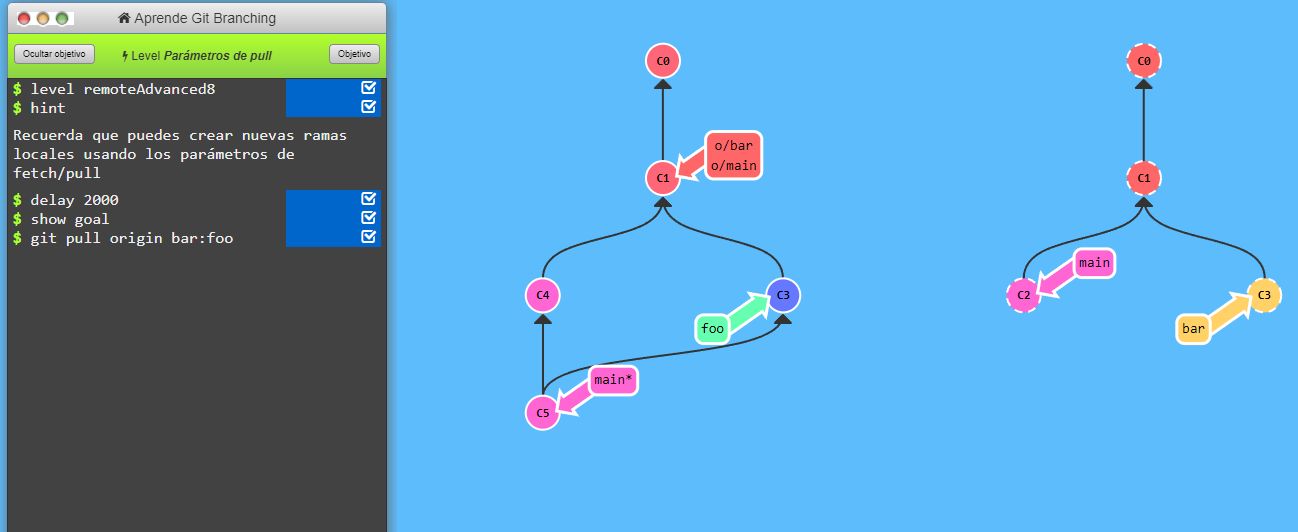 Aprende Git Branching
Ocultar objetivo
Level Parámetros de pull
Objetivo
$ level remoteAdvanced8
$ hint
Recuerda que puedes crear nuevas ramas
locales usando los parámetros de
fetch/pull
$ delay 2000
$ show goal
$ git pull origin bar:foo
C0
o/bar
o/main
C1
C4
C3
foo
main*
C5
C0
C1
main
C2
C3
bar